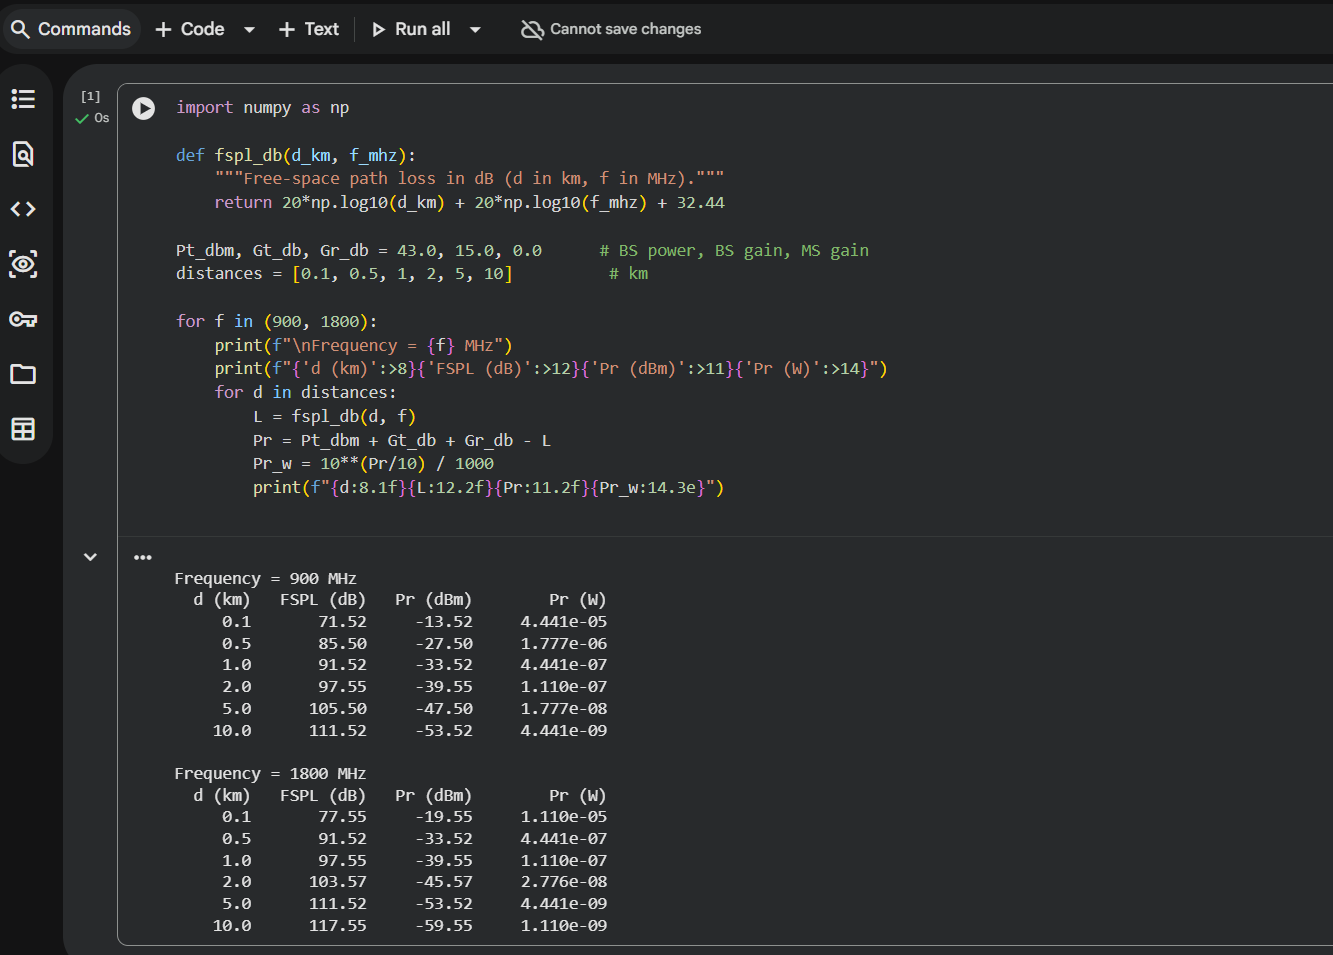 Commands + Code + Text Run all Cannot save changes
[1]
0s
import numpy as np
def fspl_db(d_km, f_mhz):
    """Free-space path loss in dB (d in km, f in MHz)."""
    return 20*np.log10(d_km) + 20*np.log10(f_mhz) + 32.44
Pt_dbm, Gt_db, Gr_db = 43.0, 15.0, 0.0      # BS power, BS gain, MS gain
distances = [0.1, 0.5, 1, 2, 5, 10]          # km
for f in (900, 1800):
    print(f"\nFrequency = {f} MHz")
    print(f"{'d (km)':>8}{'FSPL (dB)':>12}{'Pr (dBm)':>11}{'Pr (W)':>14}")
    for d in distances:
        L = fspl_db(d, f)
        Pr = Pt_dbm + Gt_db + Gr_db - L
        Pr_w = 10**(Pr/10) / 1000
        print(f"{d:8.1f}{L:12.2f}{Pr:11.2f}{Pr_w:14.3e}")
Frequency = 900 MHz
  d (km)   FSPL (dB)   Pr (dBm)        Pr (W)
     0.1       71.52     -13.52     4.441e-05
     0.5       85.50     -27.50     1.777e-06
     1.0       91.52     -33.52     4.441e-07
     2.0       97.55     -39.55     1.110e-07
     5.0      105.50     -47.50     1.777e-08
    10.0      111.52     -53.52     4.441e-09
Frequency = 1800 MHz
  d (km)   FSPL (dB)   Pr (dBm)        Pr (W)
     0.1       77.55     -19.55     1.110e-05
     0.5       91.52     -33.52     4.441e-07
     1.0       97.55     -39.55     1.110e-07
     2.0      103.57     -45.57     2.776e-08
     5.0      111.52     -53.52     4.441e-09
    10.0      117.55     -59.55     1.110e-09